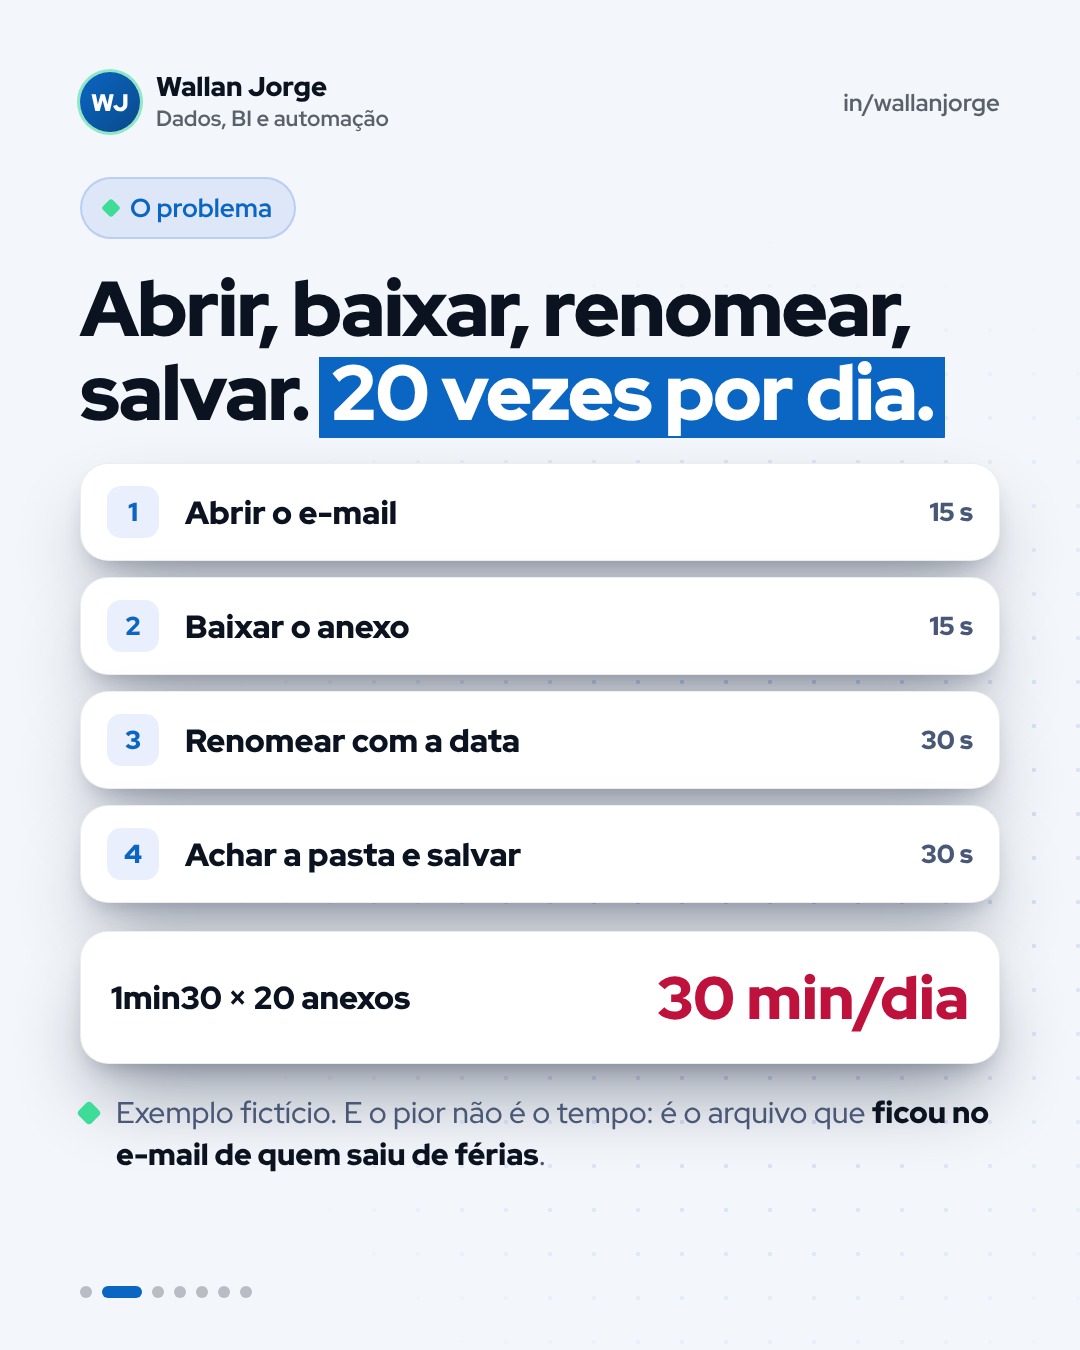 WJ
Wallan Jorge
Dados, BI e automação
in/wallanjorge
O problema
Abrir, baixar, renomear,
salvar. 20 vezes por dia.
1 Abrir o e-mail 15 s
2 Baixar o anexo 15 s
3 Renomear com a data 30 s
4 Achar a pasta e salvar 30 s
1min30 × 20 anexos 30 min/dia
Exemplo fictício. E o pior não é o tempo: é o arquivo que ficou no
e-mail de quem saiu de férias.